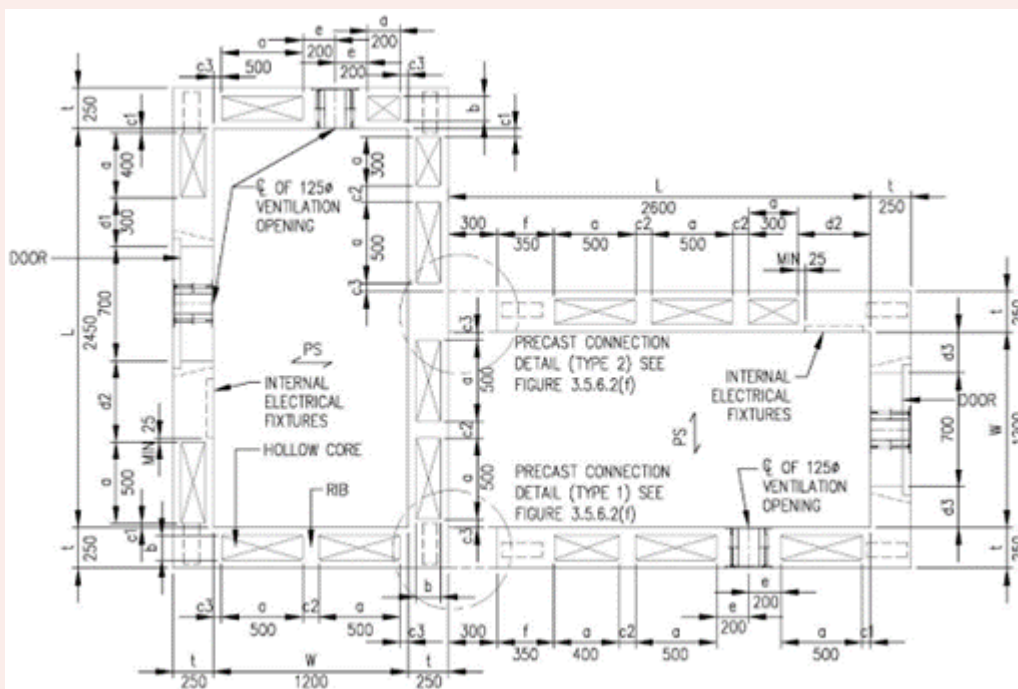 a
200
e
200
e
200
a
500
c3
c3
t
250
c1
b
c1
a
400
a
300
c2
d1
300
℄ OF 125ø
VENTILATION
OPENING
a
500
L
2600
t
250
DOOR
300
f
350
a
500
c2
a
500
c2
a
300
d2
MIN 25
L
2450
700
c3
c3
t
250
PRECAST CONNECTION
DETAIL (TYPE 2) SEE
FIGURE 3.5.6.2(f)
PS
a
500
d3
INTERNAL
ELECTRICAL
FIXTURES
INTERNAL
ELECTRICAL
FIXTURES
DOOR
d2
c2
PS
700
W
1200
MIN 25
HOLLOW CORE
a
500
PRECAST CONNECTION
DETAIL (TYPE 1) SEE
FIGURE 3.5.6.2(f)
℄ OF 125ø
VENTILATION
OPENING
a
500
RIB
d3
c1
c3
t
250
b
t
250
b
e
200
e
200
c3
a
500
c2
a
500
c3
300
f
350
a
400
c2
a
500
a
500
c1
t
250
W
1200
t
250